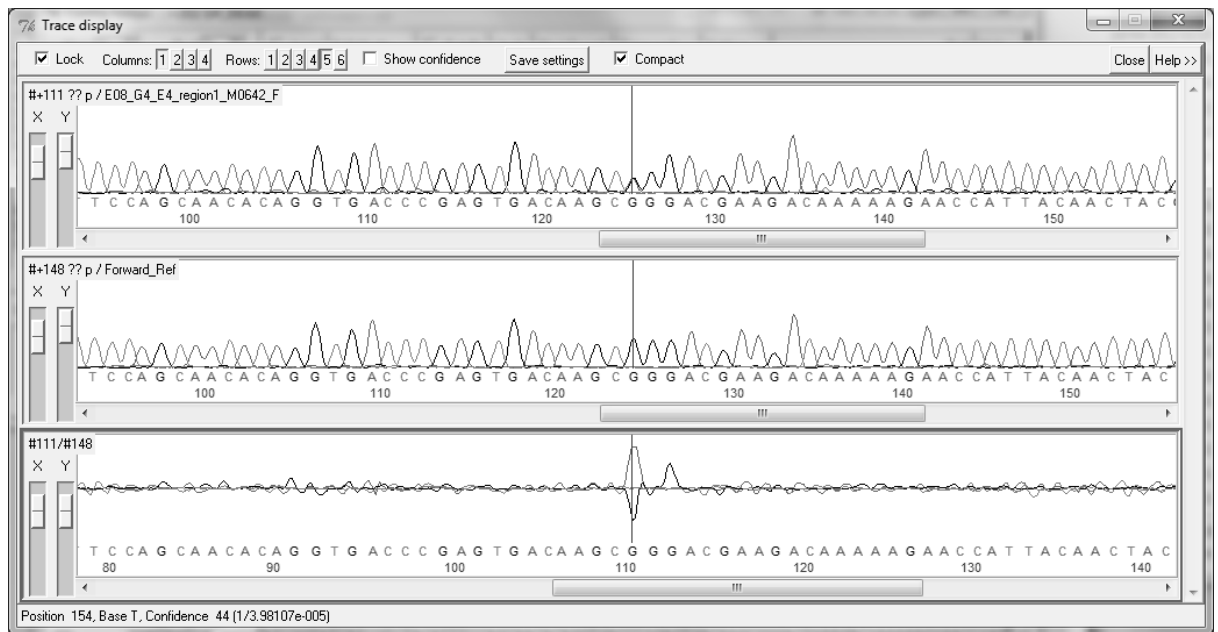 7k Trace display
Lock Columns: 1 2 3 4 Rows: 1 2 3 4 5 6 Show confidence Save settings Compact Close Help >>
#+111 ?? p / E08_G4_E4_region1_M0642_F
X Y
T T C C A G C A A C A C A G G T G A C C C G A G T G A C A A G C G G G A C G A A G A C A A A A A G A A C C A T T A C A A C T A C
100 110 120 130 140 150
#+148 ?? p / Forward_Ref
X Y
T T C C A G C A A C A C A G G T G A C C C G A G T G A C A A G C G G G A C G A A G A C A A A A A G A A C C A T T A C A A C T A C
100 110 120 130 140 150
#111/#148
X Y
T T C C A G C A A C A C A G G T G A C C C G A G T G A C A A G C G G G A C G A A G A C A A A A A G A A C C A T T A C A A C T A C
80 90 100 110 120 130 140
Position 154, Base T, Confidence 44 (1/3.98107e-005)